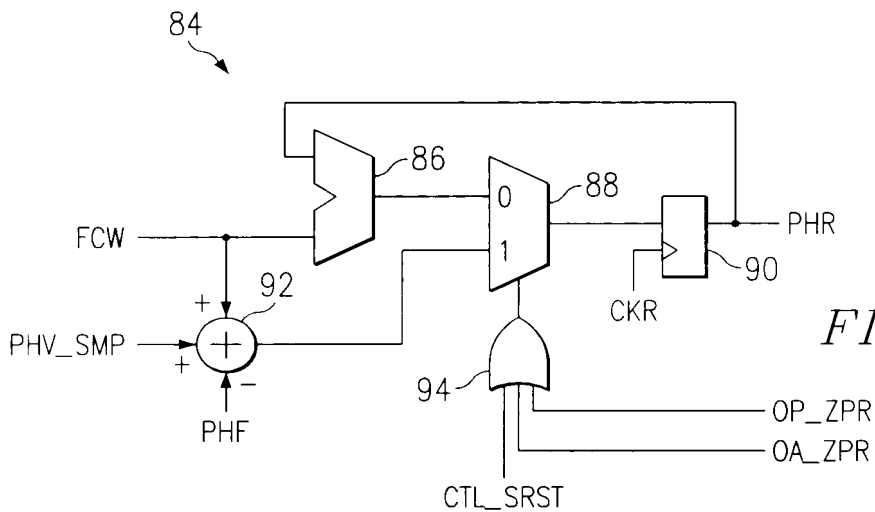 84
86
88
0
FCW
1
PHR
90
+
92
CKR
PHV_SMP
+
+
−
94
PHF
OP_ZPR
OA_ZPR
CTL_SRST